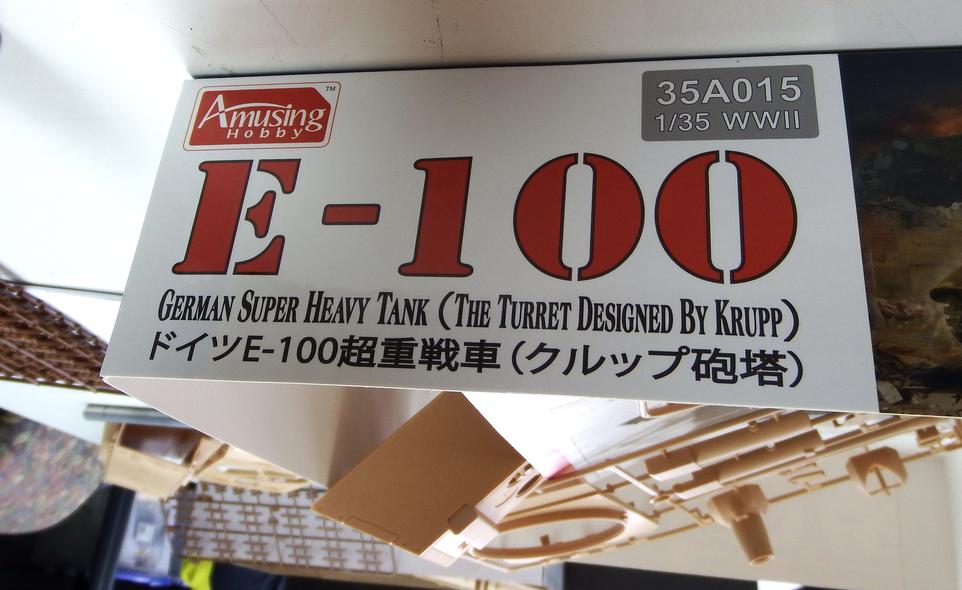 Amusing
Hobby
TM
35A015
1/35 WWII
E-100
German Super Heavy Tank (The Turret Designed By Krupp)
ドイツE-100超重戦車(クルップ砲塔)